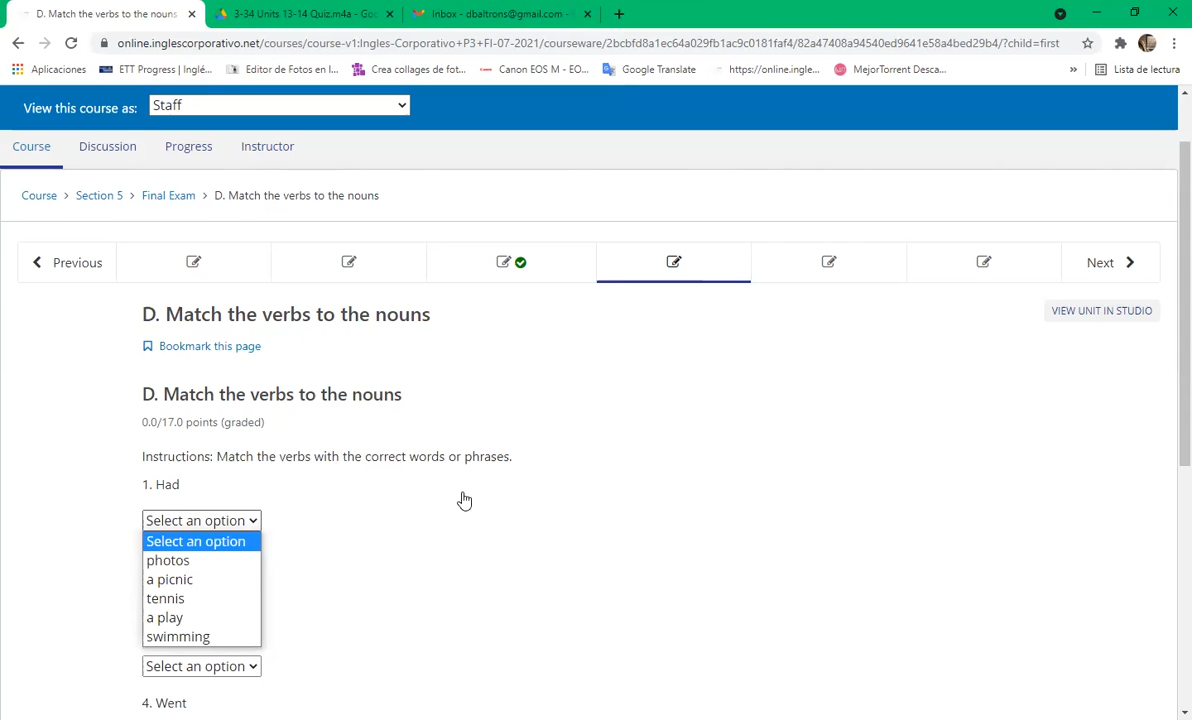 D. Match the verbs to the nouns
3-34 Units 13-14 Quiz.m4a - Goo
Inbox - dbaltrons@gmail.com -
online.inglescorporativo.net/courses/course-v1:Ingles-Corporativo+P3+FI-07-2021/courseware/2bcbfd8a1ec64a029fb1ac9c0181faf4/82a47408a94540ed9641e58a4bed29b4/?child=first
Aplicaciones
ETT Progress | Inglé...
Editor de Fotos en l...
Crea collages de fot...
Canon EOS M - EO...
Google Translate
https://online.ingle...
MejorTorrent Desca...
»
Lista de lectura
View this course as:
Staff
Course
Discussion
Progress
Instructor
Course > Section 5 > Final Exam > D. Match the verbs to the nouns
Previous
Next
D. Match the verbs to the nouns
VIEW UNIT IN STUDIO
Bookmark this page
D. Match the verbs to the nouns
0.0/17.0 points (graded)
Instructions: Match the verbs with the correct words or phrases.
1. Had
Select an option
Select an option
photos
a picnic
tennis
a play
swimming
Select an option
4. Went